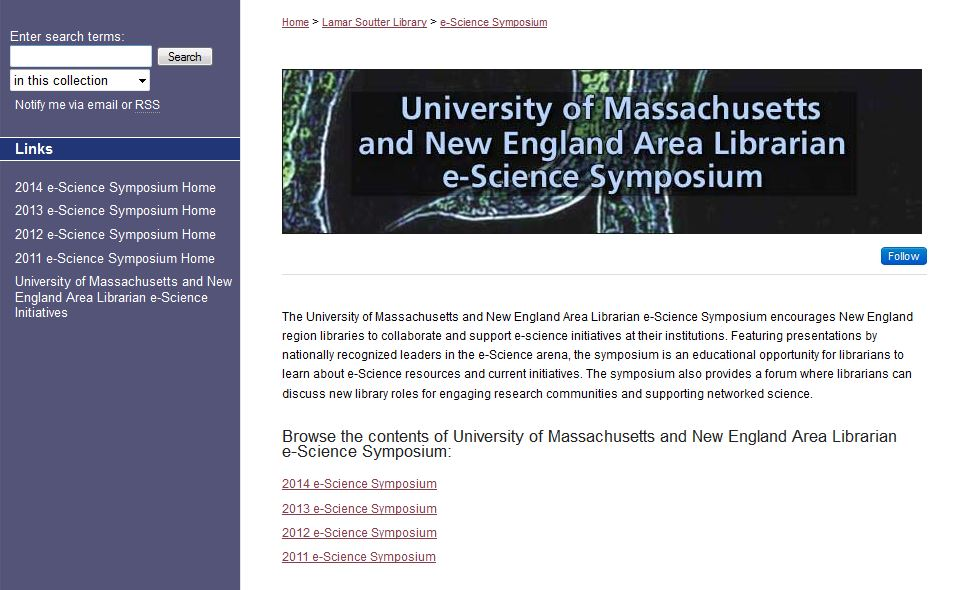 Enter search terms:
Search
in this collection
Notify me via email or RSS
Links
2014 e-Science Symposium Home
2013 e-Science Symposium Home
2012 e-Science Symposium Home
2011 e-Science Symposium Home
University of Massachusetts and New
England Area Librarian e-Science
Initiatives
Home > Lamar Soutter Library > e-Science Symposium
University of Massachusetts
and New England Area Librarian
e-Science Symposium
Follow
The University of Massachusetts and New England Area Librarian e-Science Symposium encourages New England
region libraries to collaborate and support e-science initiatives at their institutions. Featuring presentations by
nationally recognized leaders in the e-Science arena, the symposium is an educational opportunity for librarians to
learn about e-Science resources and current initiatives. The symposium also provides a forum where librarians can
discuss new library roles for engaging research communities and supporting networked science.
Browse the contents of University of Massachusetts and New England Area Librarian
e-Science Symposium:
2014 e-Science Symposium
2013 e-Science Symposium
2012 e-Science Symposium
2011 e-Science Symposium